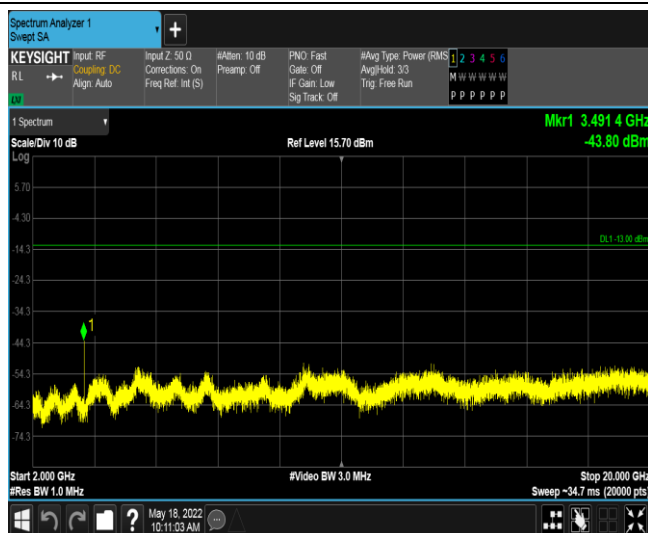 Spectrum Analyzer 1
Swept SA
+
KEYSIGHT
RL
LXI
Input: RF
Coupling: DC
Align: Auto
Input Z: 50 Ω
Corrections: On
Freq Ref: Int (S)
#Atten: 10 dB
Preamp: Off
PNO: Fast
Gate: Off
IF Gain: Low
Sig Track: Off
#Avg Type: Power (RMS
Avg|Hold: 3/3
Trig: Free Run
1 2 3 4 5 6
M W W W W W
P P P P P P
1 Spectrum
Mkr1 3.491 4 GHz
Scale/Div 10 dB
Ref Level 15.70 dBm
-43.80 dBm
Log
5.70
-4.30
DL1 -13.00 dBm
-14.3
-24.3
-34.3
1
-44.3
-54.3
-64.3
-74.3
Start 2.000 GHz
#Video BW 3.0 MHz
Stop 20.000 GHz
#Res BW 1.0 MHz
Sweep ~34.7 ms (20000 pts)
?
May 18, 2022
10:11:03 AM